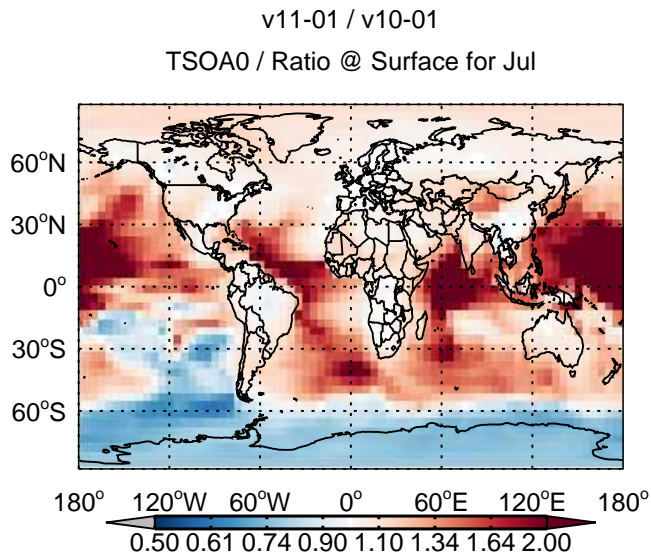 v11-01 / v10-01
TSOA0 / Ratio @ Surface for Jul
60°N
30°N
0°
30°S
60°S
180° 120°W 60°W 0° 60°E 120°E 180°
0.50 0.61 0.74 0.90 1.10 1.34 1.64 2.00